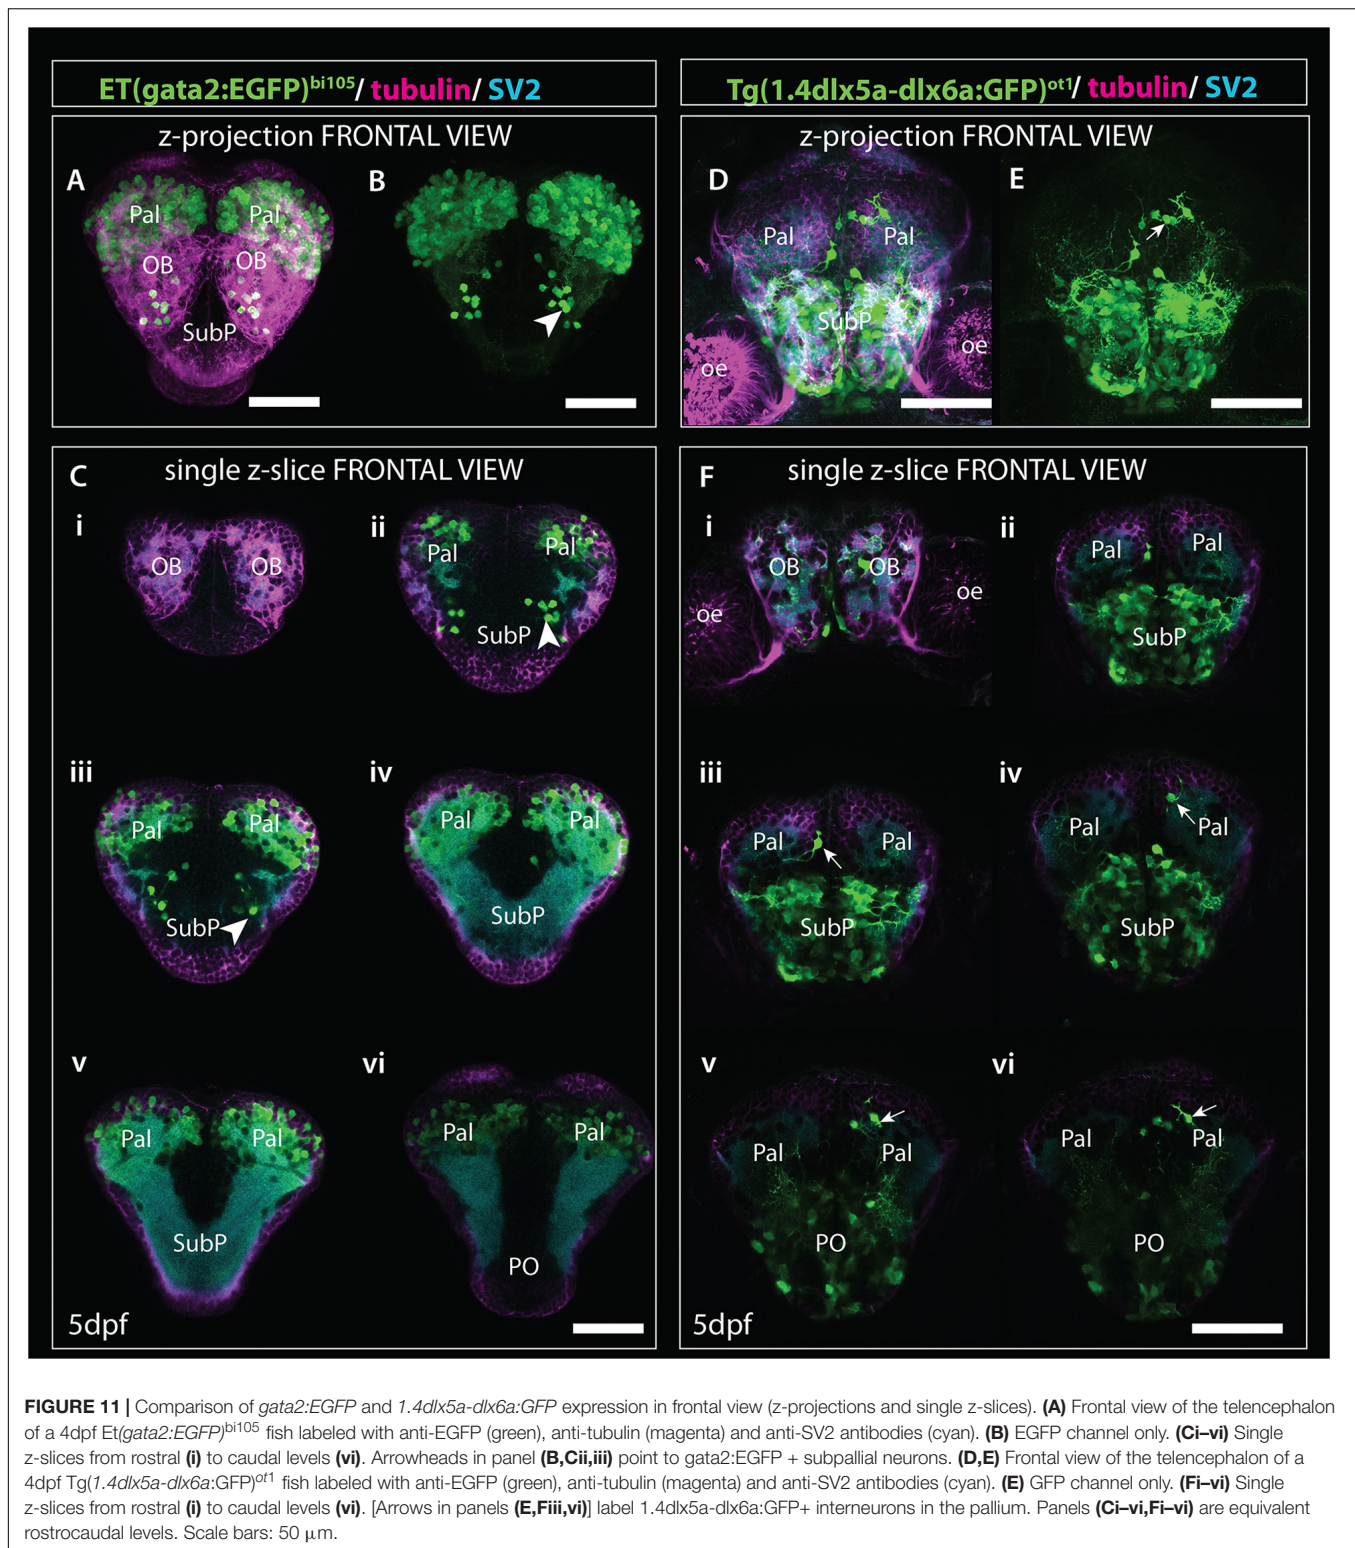 ET(gata2:EGFP)bi105/ tubulin/ SV2
z-projection FRONTAL VIEW
A
B
Pal
Pal
OB
OB
SubP
C
single z-slice FRONTAL VIEW
i
ii
OB
OB
Pal
Pal
SubP
iii
iv
Pal
Pal
SubP
Pal
Pal
SubP
v
vi
Pal
Pal
SubP
Pal
Pal
PO
5dpf
Tg(1.4dlx5a-dlx6a:GFP)ot1/ tubulin/ SV2
z-projection FRONTAL VIEW
D
E
Pal
Pal
SubP
oe
oe
F
single z-slice FRONTAL VIEW
i
ii
OB
OB
oe
oe
Pal
Pal
SubP
iii
iv
Pal
Pal
SubP
Pal
Pal
SubP
v
vi
Pal
Pal
PO
Pal
Pal
PO
5dpf
FIGURE 11 | Comparison of gata2:EGFP and 1.4dlx5a-dlx6a:GFP expression in frontal view (z-projections and single z-slices). (A) Frontal view of the telencephalon
of a 4dpf Et(gata2:EGFP)bi105 fish labeled with anti-EGFP (green), anti-tubulin (magenta) and anti-SV2 antibodies (cyan). (B) EGFP channel only. (Ci–vi) Single
z-slices from rostral (i) to caudal levels (vi). Arrowheads in panel (B,Cii,iii) point to gata2:EGFP + subpallial neurons. (D,E) Frontal view of the telencephalon of a
4dpf Tg(1.4dlx5a-dlx6a:GFP)ot1 fish labeled with anti-EGFP (green), anti-tubulin (magenta) and anti-SV2 antibodies (cyan). (E) GFP channel only. (Fi–vi) Single
z-slices from rostral (i) to caudal levels (vi). [Arrows in panels (E,Fiii,vi)] label 1.4dlx5a-dlx6a:GFP+ interneurons in the pallium. Panels (Ci–vi,Fi–vi) are equivalent
rostrocaudal levels. Scale bars: 50 μm.